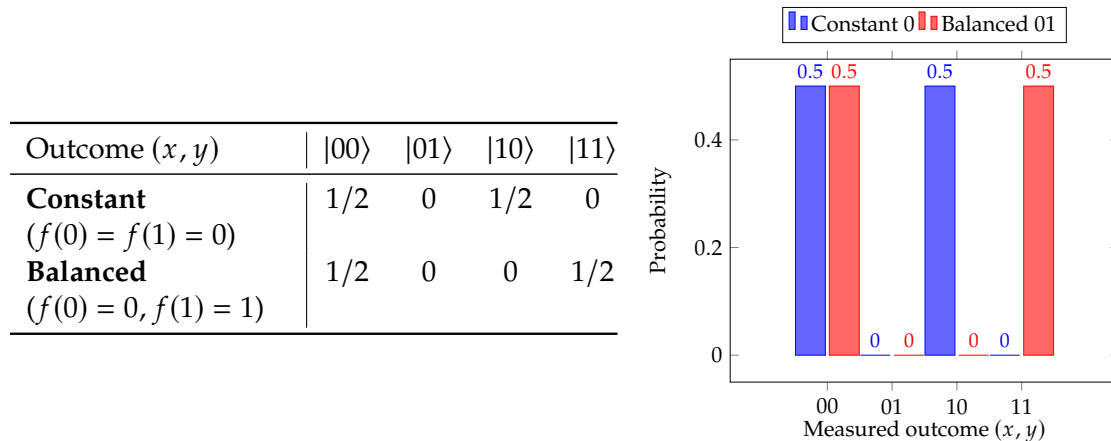 Outcome (x, y) |00⟩ |01⟩ |10⟩ |11⟩
Constant 1/2 0 1/2 0
(f(0) = f(1) = 0)
Balanced 1/2 0 0 1/2
(f(0) = 0, f(1) = 1)
Constant 0 Balanced 01
0.5 0.5 0.5 0.5
0.4
0.2
0 0 0 0
0
Probability
00 01 10 11
Measured outcome (x, y)